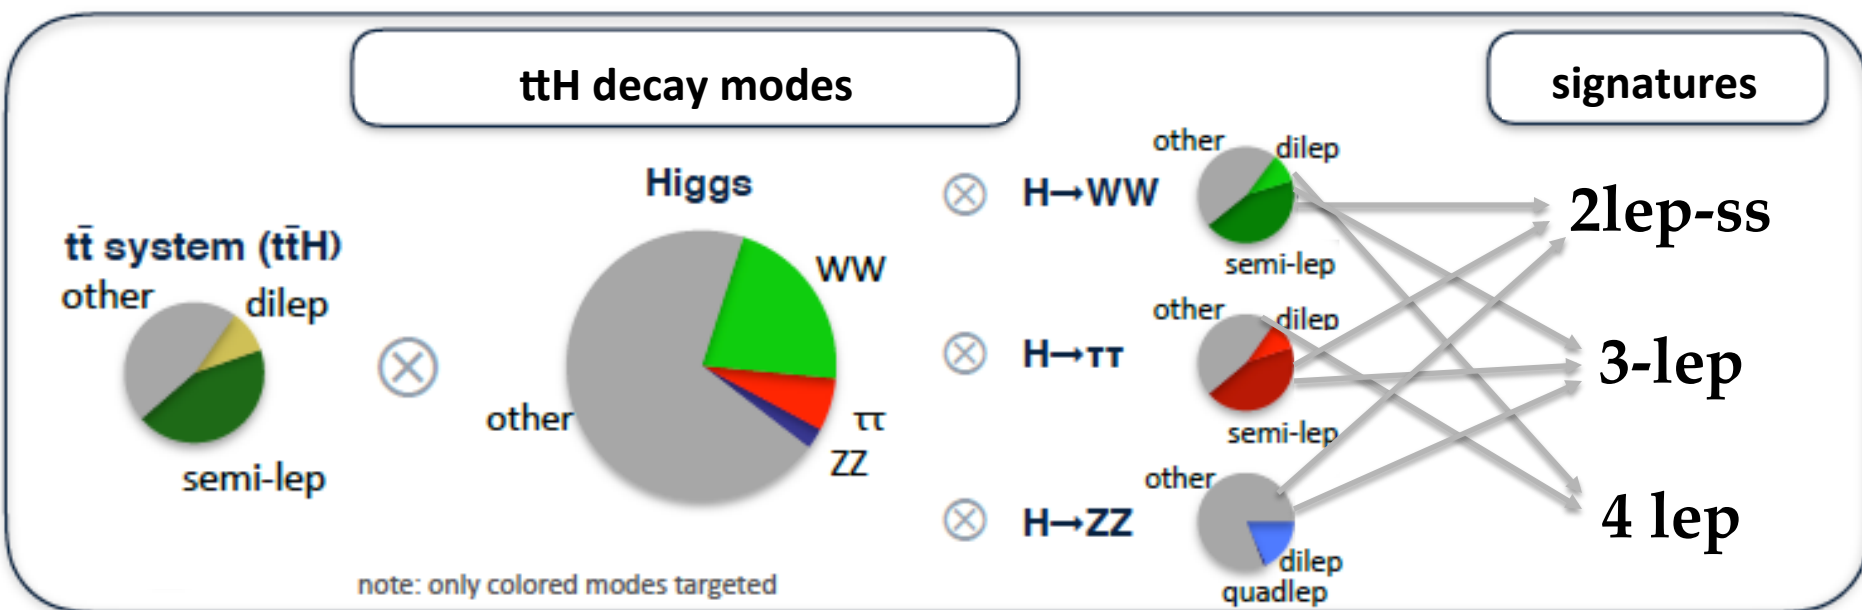 ttH decay modes
signatures
tt̄ system (tt̄H)
other
dilep
semi-lep
Higgs
WW
ττ
ZZ
other
H→WW
other
dilep
semi-lep
H→ττ
other
dilep
semi-lep
H→ZZ
other
dilep
quadlep
2lep-ss
3-lep
4 lep
note: only colored modes targeted